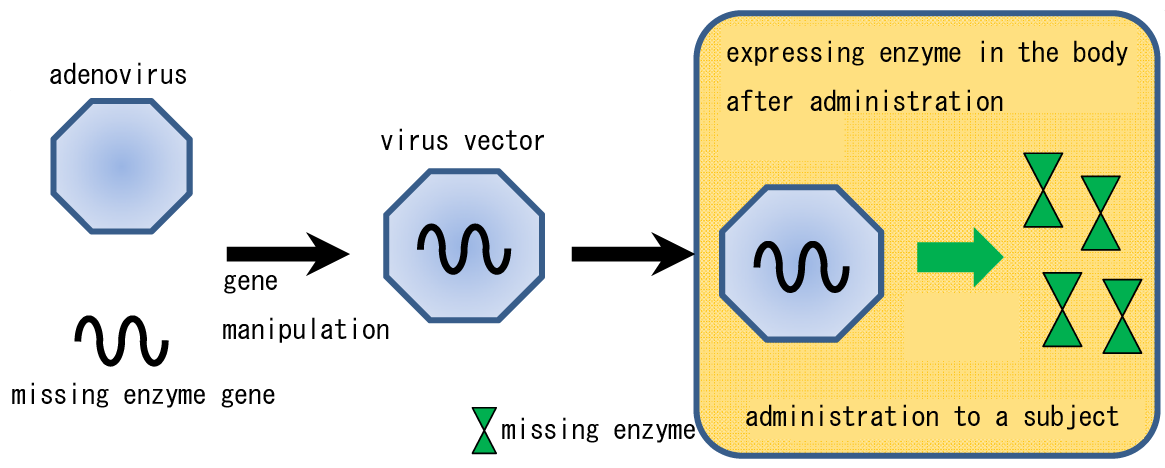 adenovirus
missing enzyme gene
gene
manipulation
virus vector
expressing enzyme in the body
after administration
administration to a subject
missing enzyme